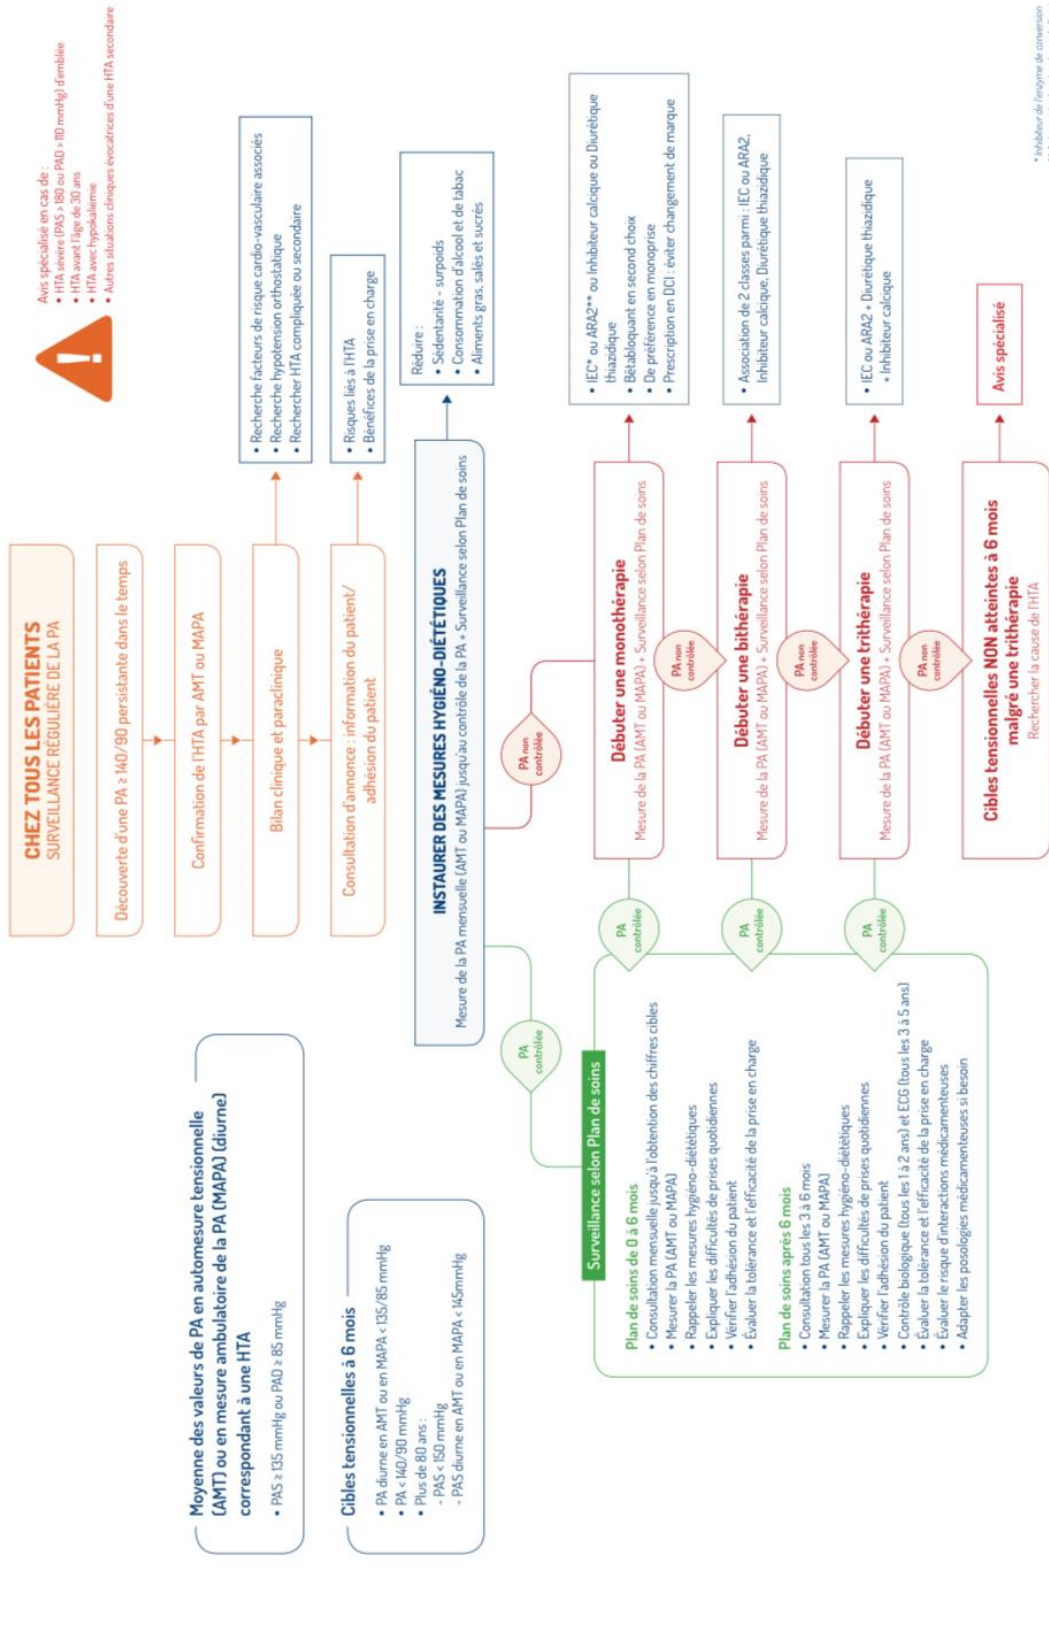 CHEZ TOUS LES PATIENTS
SURVEILLANCE RÉGULIÈRE DE LA PA
Découverte d'une PA ≥ 140/90 persistante dans le temps
Confirmation de l'HTA par AMT ou MAPA
Bilan clinique et paraclinique
• Recherche facteurs de risque cardio-vasculaire associés
• Recherche hypotension orthostatique
• Rechercher HTA compliquée ou secondaire
Consultation d'annonce : information du patient/
adhésion du patient
• Risques liés à l'HTA
• Bénéfices de la prise en charge
Avis spécialisé en cas de :
• HTA sévère (PAS > 180 ou PAD > 110 mmHg) d'emblée
• HTA avant l'âge de 30 ans
• HTA avec hypokaliémie
• Autres situations cliniques évocatrices d'une HTA secondaire
Moyenne des valeurs de PA en automesure tensionnelle
(AMT) ou en mesure ambulatoire de la PA (MAPA) (diurne)
correspondant à une HTA
• PAS ≥ 135 mmHg ou PAD ≥ 85 mmHg
Cibles tensionnelles à 6 mois
• PA diurne en AMT ou en MAPA < 135/85 mmHg
• PA < 140/90 mmHg
• Plus de 80 ans :
- PAS < 150 mmHg
- PAS diurne en AMT ou en MAPA < 145mmHg
INSTAURER DES MESURES HYGIÉNO-DIÉTÉTIQUES
Mesure de la PA mensuelle (AMT ou MAPA) jusqu'au contrôle de la PA + Surveillance selon Plan de soins
Réduire :
• Sédentarité - surpoids
• Consommation d'alcool et de tabac
• Aliments gras, salés et sucrés
PA
contrôlée
PA non
contrôlée
Surveillance selon Plan de soins
Plan de soins de 0 à 6 mois
• Consultation mensuelle jusqu'à l'obtention des chiffres cibles
• Mesurer la PA (AMT ou MAPA)
• Rappeler les mesures hygiéno-diététiques
• Expliquer les difficultés de prises quotidiennes
• Vérifier l'adhésion du patient
• Évaluer la tolérance et l'efficacité de la prise en charge
Plan de soins après 6 mois
• Consultation tous les 3 à 6 mois
• Mesurer la PA (AMT ou MAPA)
• Rappeler les mesures hygiéno-diététiques
• Expliquer les difficultés de prises quotidiennes
• Vérifier l'adhésion du patient
• Contrôle biologique (tous les 1 à 2 ans) et ECG (tous les 3 à 5 ans)
• Évaluer la tolérance et l'efficacité de la prise en charge
• Évaluer le risque d'interactions médicamenteuses
• Adapter les posologies médicamenteuses si besoin
PA
contrôlée
Débuter une monothérapie
Mesure de la PA (AMT ou MAPA) + Surveillance selon Plan de soins
• IEC* ou ARA2** ou Inhibiteur calcique ou Diurétique
thiazidique
• Bêtabloquant en second choix
• De préférence en monoprise
• Prescription en DCI : éviter changement de marque
PA non
contrôlée
PA
contrôlée
Débuter une bithérapie
Mesure de la PA (AMT ou MAPA) + Surveillance selon Plan de soins
• Association de 2 classes parmi : IEC ou ARA2,
Inhibiteur calcique, Diurétique thiazidique
PA non
contrôlée
PA
contrôlée
Débuter une trithérapie
Mesure de la PA (AMT ou MAPA) + Surveillance selon Plan de soins
• IEC ou ARA2 + Diurétique thiazidique
+ Inhibiteur calcique
PA non
contrôlée
Cibles tensionnelles NON atteintes à 6 mois
malgré une trithérapie
Rechercher la cause de l'HTA
Avis spécialisé
* Inhibiteur de l'enzyme de conversion